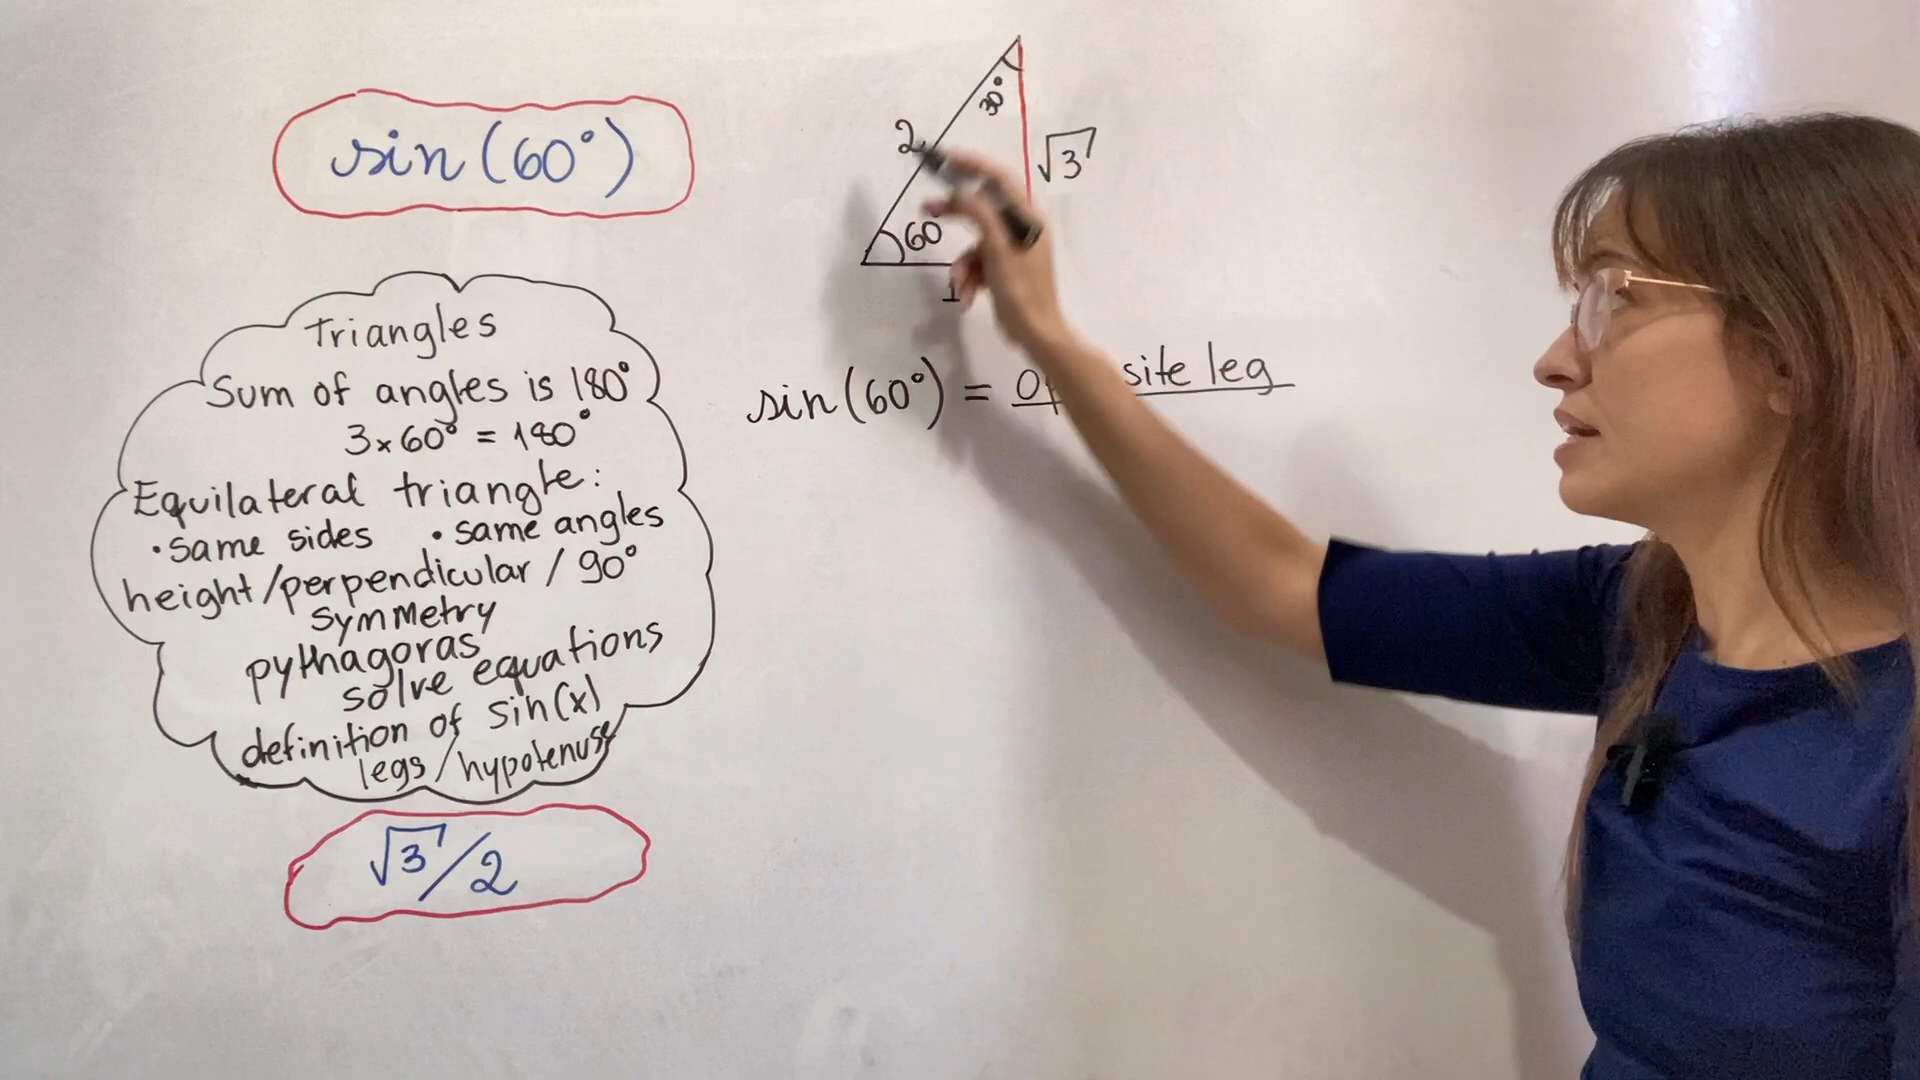 sin(60°)
Triangles
Sum of angles is 180°
3×60° = 180°
Equilateral triangle:
• same sides • same angles
height/perpendicular/90°
symmetry
pythagoras
solve equations
definition of sin(x)
legs/hypotenuse
√3/2
30°
2
√3
60
1
sin(60°) = leg